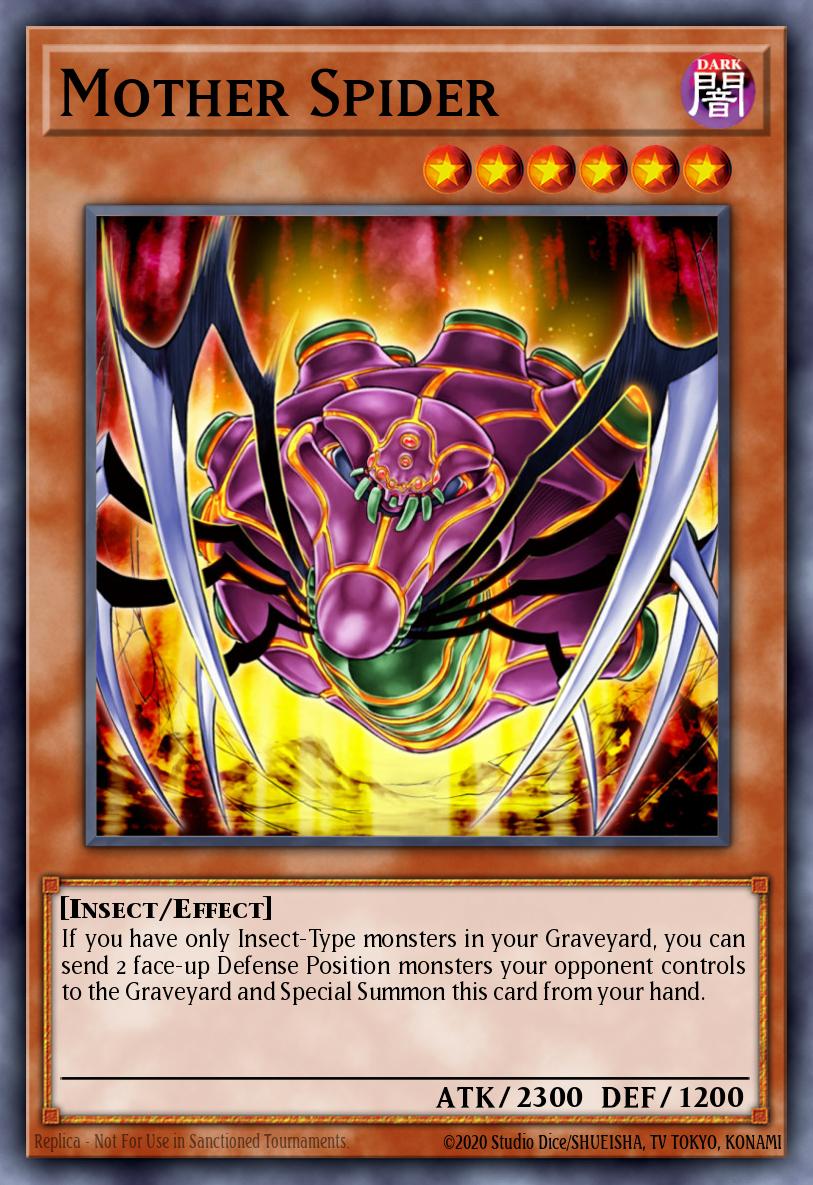 Mother Spider
DARK
闇
[Insect/Effect]
If you have only Insect-Type monsters in your Graveyard, you can
send 2 face-up Defense Position monsters your opponent controls
to the Graveyard and Special Summon this card from your hand.
ATK/2300 DEF/1200
Replica - Not For Use in Sanctioned Tournaments.
©2020 Studio Dice/SHUEISHA, TV TOKYO, KONAMI